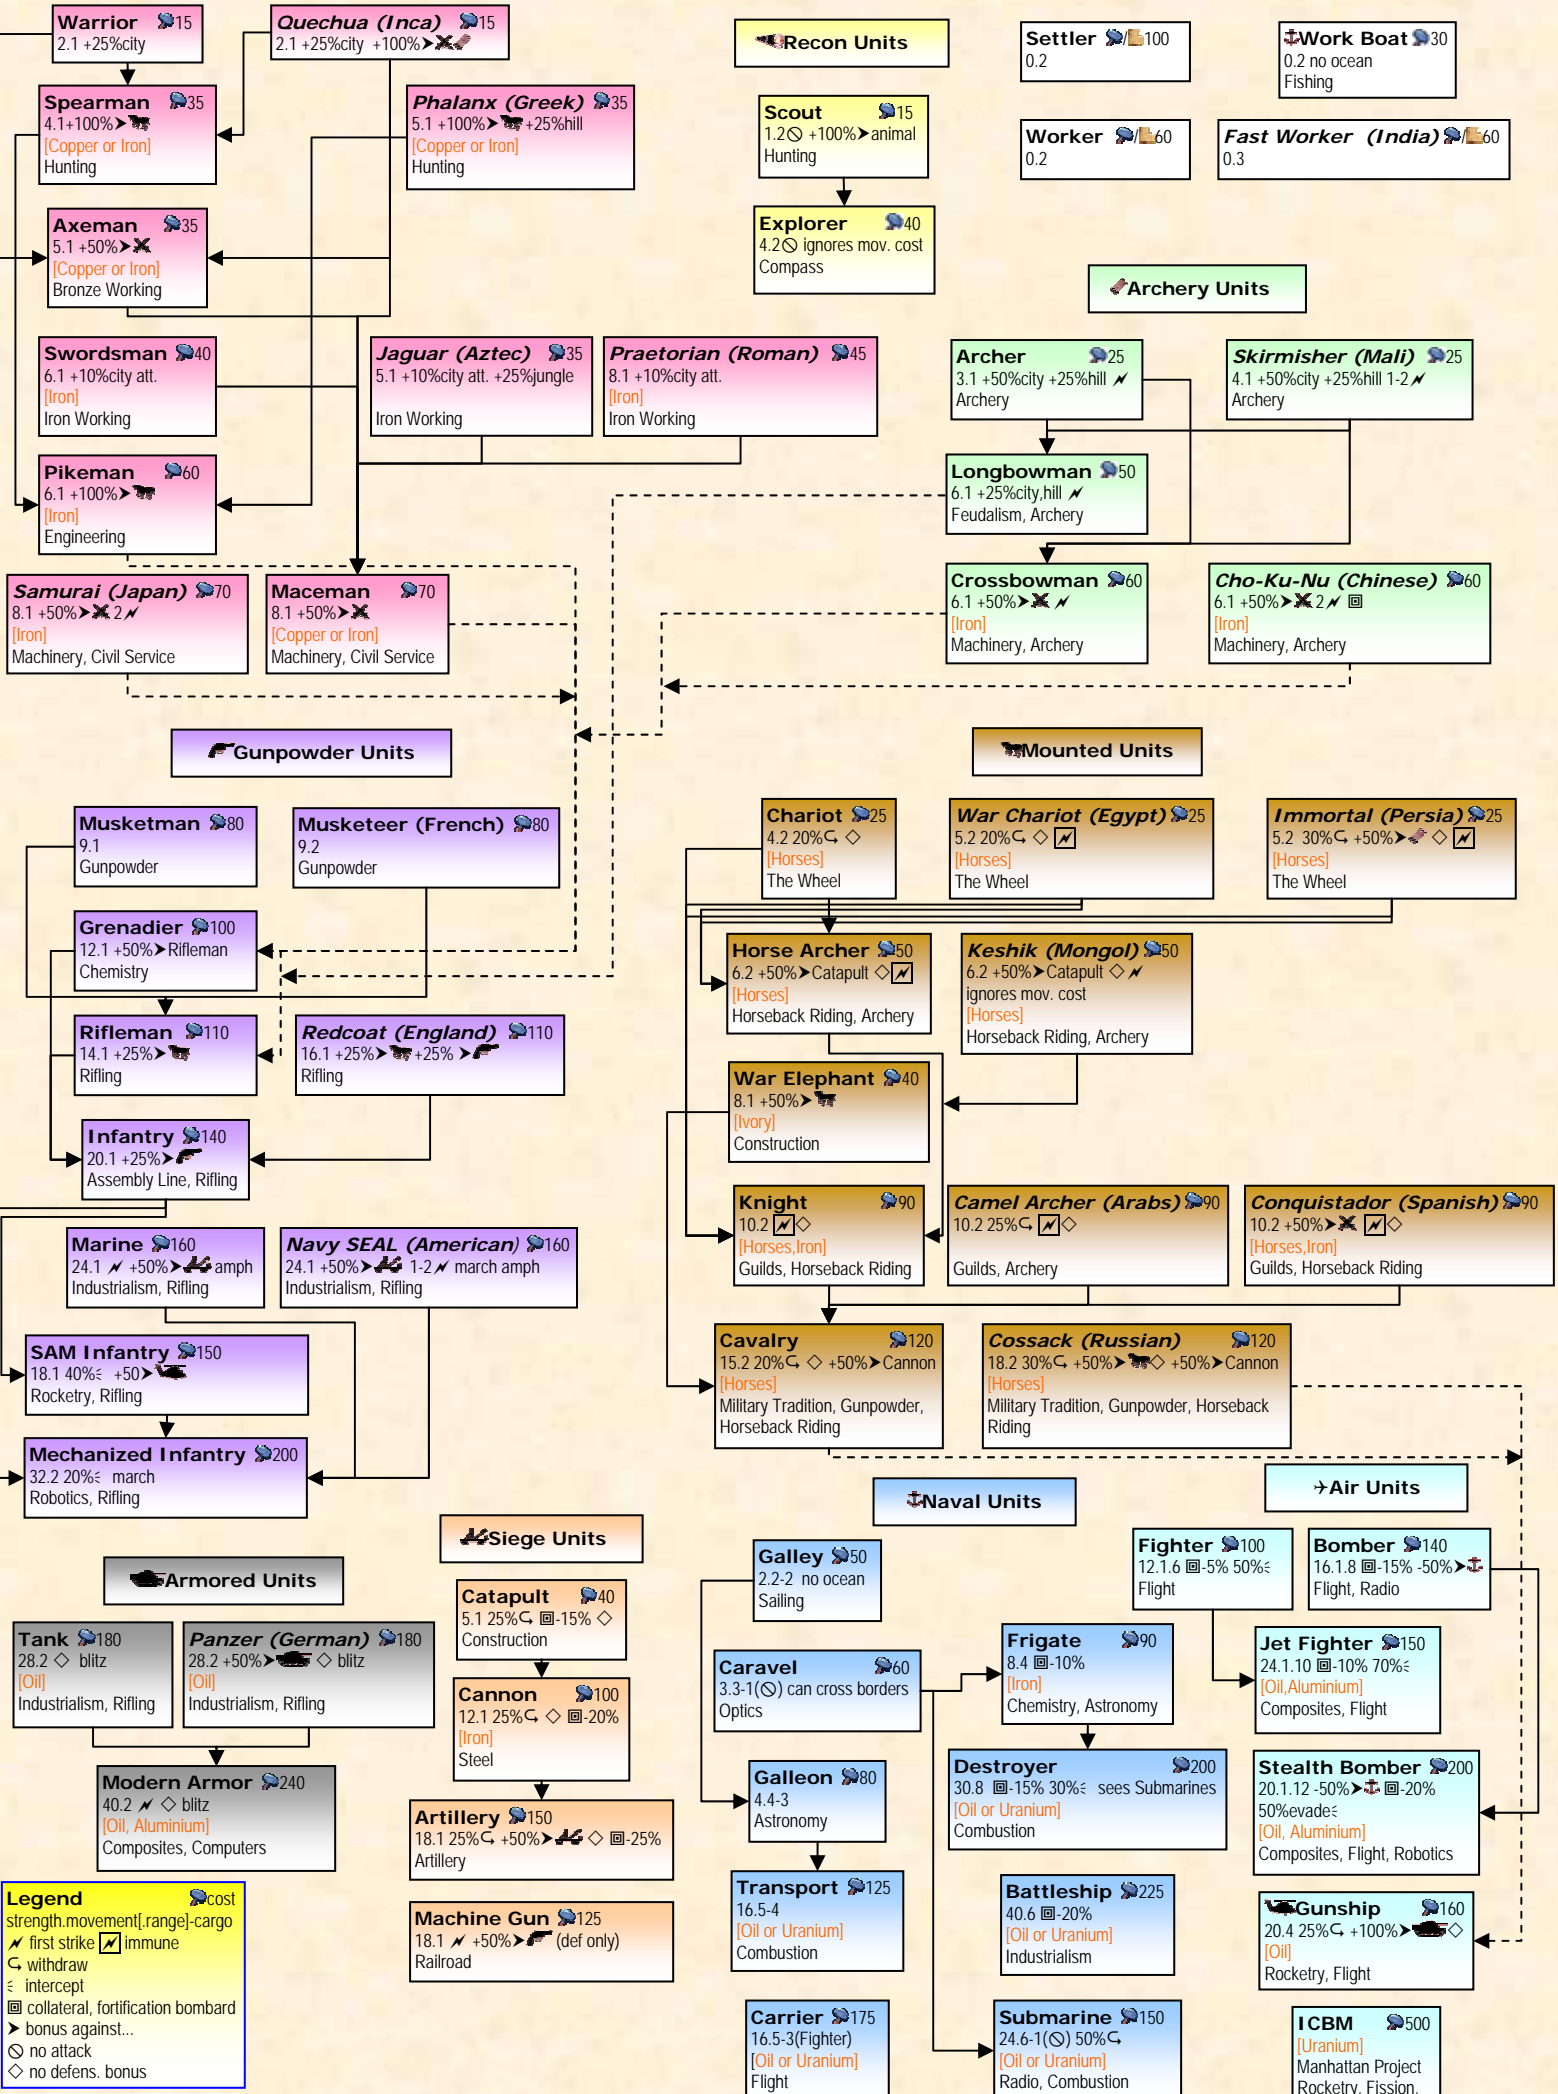 Warrior 15
2.1 +25%city
Quechua (Inca) 15
2.1 +25%city +100%➤
Spearman 35
4.1+100%➤
[Copper or Iron]
Hunting
Phalanx (Greek) 35
5.1 +100%➤ +25%hill
[Copper or Iron]
Hunting
Axeman 35
5.1 +50%➤
[Copper or Iron]
Bronze Working
Swordsman 40
6.1 +10%city att.
[Iron]
Iron Working
Jaguar (Aztec) 35
5.1 +10%city att. +25%jungle
Iron Working
Praetorian (Roman) 45
8.1 +10%city att.
[Iron]
Iron Working
Pikeman 60
6.1 +100%➤
[Iron]
Engineering
Samurai (Japan) 70
8.1 +50%➤ 2
[Iron]
Machinery, Civil Service
Maceman 70
8.1 +50%➤
[Copper or Iron]
Machinery, Civil Service
Recon Units
Scout 15
1.2 +100%➤animal
Hunting
Explorer 40
4.2 ignores mov. cost
Compass
Settler /100
0.2
Work Boat 30
0.2 no ocean
Fishing
Worker /60
0.2
Fast Worker (India) /60
0.3
Archery Units
Archer 25
3.1 +50%city +25%hill
Archery
Skirmisher (Mali) 25
4.1 +50%city +25%hill 1-2
Archery
Longbowman 50
6.1 +25%city,hill
Feudalism, Archery
Crossbowman 60
6.1 +50%➤
[Iron]
Machinery, Archery
Cho-Ku-Nu (Chinese) 60
6.1 +50%➤ 2
[Iron]
Machinery, Archery
Gunpowder Units
Musketman 80
9.1
Gunpowder
Musketeer (French) 80
9.2
Gunpowder
Grenadier 100
12.1 +50%➤Rifleman
Chemistry
Rifleman 110
14.1 +25%➤
Rifling
Redcoat (England) 110
16.1 +25%➤ +25% ➤
Rifling
Infantry 140
20.1 +25%➤
Assembly Line, Rifling
Marine 160
24.1 +50%➤ amph
Industrialism, Rifling
Navy SEAL (American) 160
24.1 +50%➤ 1-2 march amph
Industrialism, Rifling
SAM Infantry 150
18.1 40% +50➤
Rocketry, Rifling
Mechanized Infantry 200
32.2 20% march
Robotics, Rifling
Mounted Units
Chariot 25
4.2 20%
[Horses]
The Wheel
War Chariot (Egypt) 25
5.2 20%
[Horses]
The Wheel
Immortal (Persia) 25
5.2 30% +50%➤
[Horses]
The Wheel
Horse Archer 50
6.2 +50%➤Catapult
[Horses]
Horseback Riding, Archery
Keshik (Mongol) 50
6.2 +50%➤Catapult
ignores mov. cost
[Horses]
Horseback Riding, Archery
War Elephant 40
8.1 +50%➤
[Ivory]
Construction
Knight 90
10.2
[Horses,Iron]
Guilds, Horseback Riding
Camel Archer (Arabs) 90
10.2 25%
Guilds, Archery
Conquistador (Spanish) 90
10.2 +50%➤
[Horses,Iron]
Guilds, Horseback Riding
Cavalry 120
15.2 20% +50%➤Cannon
[Horses]
Military Tradition, Gunpowder,
Horseback Riding
Cossack (Russian) 120
18.2 30% +50%➤ +50%➤Cannon
[Horses]
Military Tradition, Gunpowder, Horseback
Riding
Armored Units
Tank 180
28.2 blitz
[Oil]
Industrialism, Rifling
Panzer (German) 180
28.2 +50%➤ blitz
[Oil]
Industrialism, Rifling
Modern Armor 240
40.2 blitz
[Oil, Aluminium]
Composites, Computers
Siege Units
Catapult 40
5.1 25% -15%
Construction
Cannon 100
12.1 25% -20%
[Iron]
Steel
Artillery 150
18.1 25% +50%➤ -25%
Artillery
Machine Gun 125
18.1 +50%➤ (def only)
Railroad
Naval Units
Galley 50
2.2-2 no ocean
Sailing
Caravel 60
3.3-1() can cross borders
Optics
Frigate 90
8.4 -10%
[Iron]
Chemistry, Astronomy
Galleon 80
4.4-3
Astronomy
Destroyer 200
30.8 -15% 30% sees Submarines
[Oil or Uranium]
Combustion
Transport 125
16.5-4
[Oil or Uranium]
Combustion
Battleship 225
40.6 -20%
[Oil or Uranium]
Industrialism
Carrier 175
16.5-3(Fighter)
[Oil or Uranium]
Flight
Submarine 150
24.6-1() 50%
[Oil or Uranium]
Radio, Combustion
Air Units
Fighter 100
12.1.6 -5% 50%
Flight
Bomber 140
16.1.8 -15% -50%➤
Flight, Radio
Jet Fighter 150
24.1.10 -10% 70%
[Oil,Aluminium]
Composites, Flight
Stealth Bomber 200
20.1.12 -50%➤ -20%
50%evade
[Oil, Aluminium]
Composites, Flight, Robotics
Gunship 160
20.4 25% +100%➤
[Oil]
Rocketry, Flight
ICBM 500
[Uranium]
Manhattan Project
Rocketry, Fission,
Legend cost
strength.movement[.range]-cargo
first strike immune
withdraw
intercept
collateral, fortification bombard
➤ bonus against...
no attack
no defens. bonus